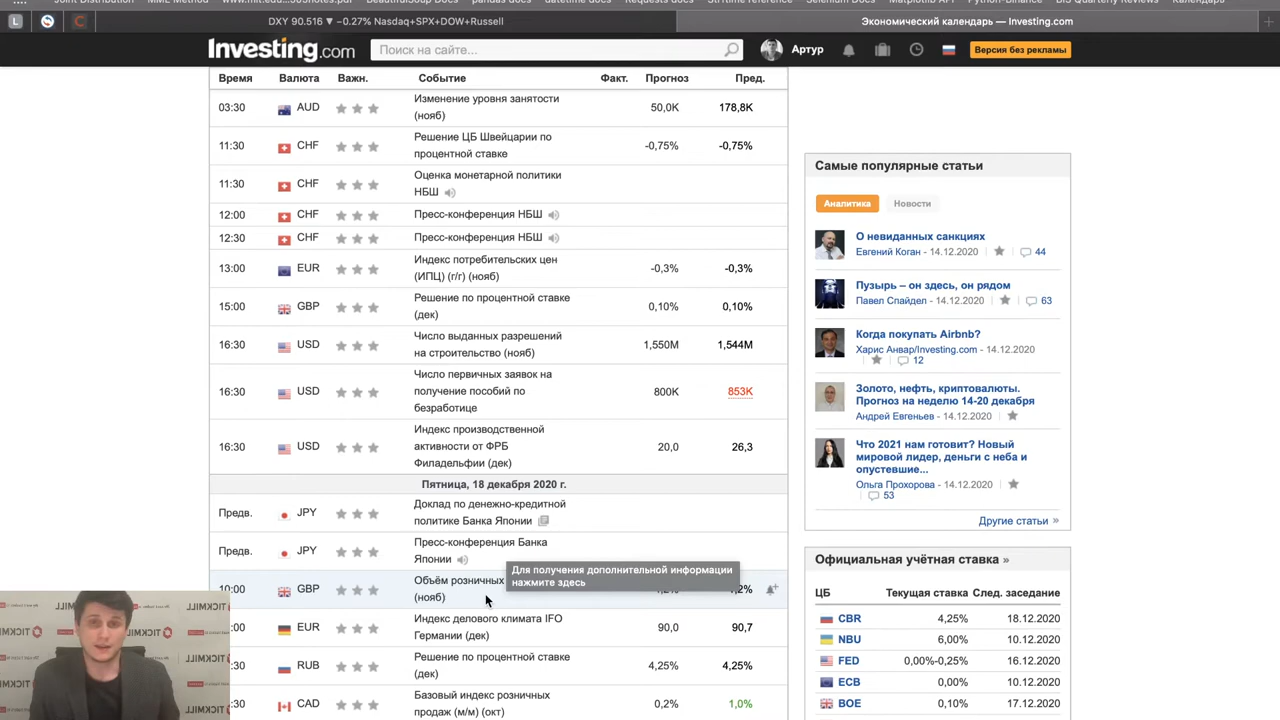 DXY 90.516 ▼ −0.27% Nasdaq+SPX+DOW+Russell
Экономический календарь — Investing.com
Investing.com
Поиск на сайте...
Артур
Версия без рекламы
Время Валюта Важн. Событие Факт. Прогноз Пред.
03:30 AUD Изменение уровня занятости (нояб) 50,0K 178,8K
11:30 CHF Решение ЦБ Швейцарии по процентной ставке -0,75% -0,75%
11:30 CHF Оценка монетарной политики НБШ
12:00 CHF Пресс-конференция НБШ
12:30 CHF Пресс-конференция НБШ
13:00 EUR Индекс потребительских цен (ИПЦ) (г/г) (нояб) -0,3% -0,3%
15:00 GBP Решение по процентной ставке (дек) 0,10% 0,10%
16:30 USD Число выданных разрешений на строительство (нояб) 1,550M 1,544M
16:30 USD Число первичных заявок на получение пособий по безработице 800K 853K
16:30 USD Индекс производственной активности от ФРБ Филадельфии (дек) 20,0 26,3
Пятница, 18 декабря 2020 г.
Предв. JPY Доклад по денежно-кредитной политике Банка Японии
Предв. JPY Пресс-конференция Банка Японии
Для получения дополнительной информации
нажмите здесь
10:00 GBP Объём розничных (нояб)
:00 EUR Индекс делового климата IFO Германии (дек) 90,0 90,7
:30 RUB Решение по процентной ставке (дек) 4,25% 4,25%
:30 CAD Базовый индекс розничных продаж (м/м) (окт) 0,2% 1,0%
Самые популярные статьи
Аналитика Новости
О невиданных санкциях
Евгений Коган - 14.12.2020 44
Пузырь – он здесь, он рядом
Павел Спайдел - 14.12.2020 63
Когда покупать Airbnb?
Харис Анвар/Investing.com - 14.12.2020
12
Золото, нефть, криптовалюты.
Прогноз на неделю 14-20 декабря
Андрей Евгеньев - 14.12.2020
Что 2021 нам готовит? Новый
мировой лидер, деньги с неба и
опустевшие...
Ольга Прохорова - 14.12.2020
53
Другие статьи »
Официальная учётная ставка »
ЦБ Текущая ставка След. заседание
CBR 4,25% 18.12.2020
NBU 6,00% 10.12.2020
FED 0,00%-0,25% 16.12.2020
ECB 0,00% 10.12.2020
BOE 0,10% 17.12.2020
TICKMILL